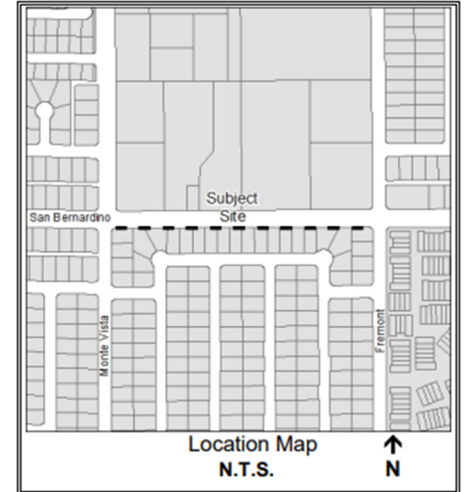 Subject
Site
San Bernardino
Monte Vista
Fremont
Location Map
N.T.S.
N